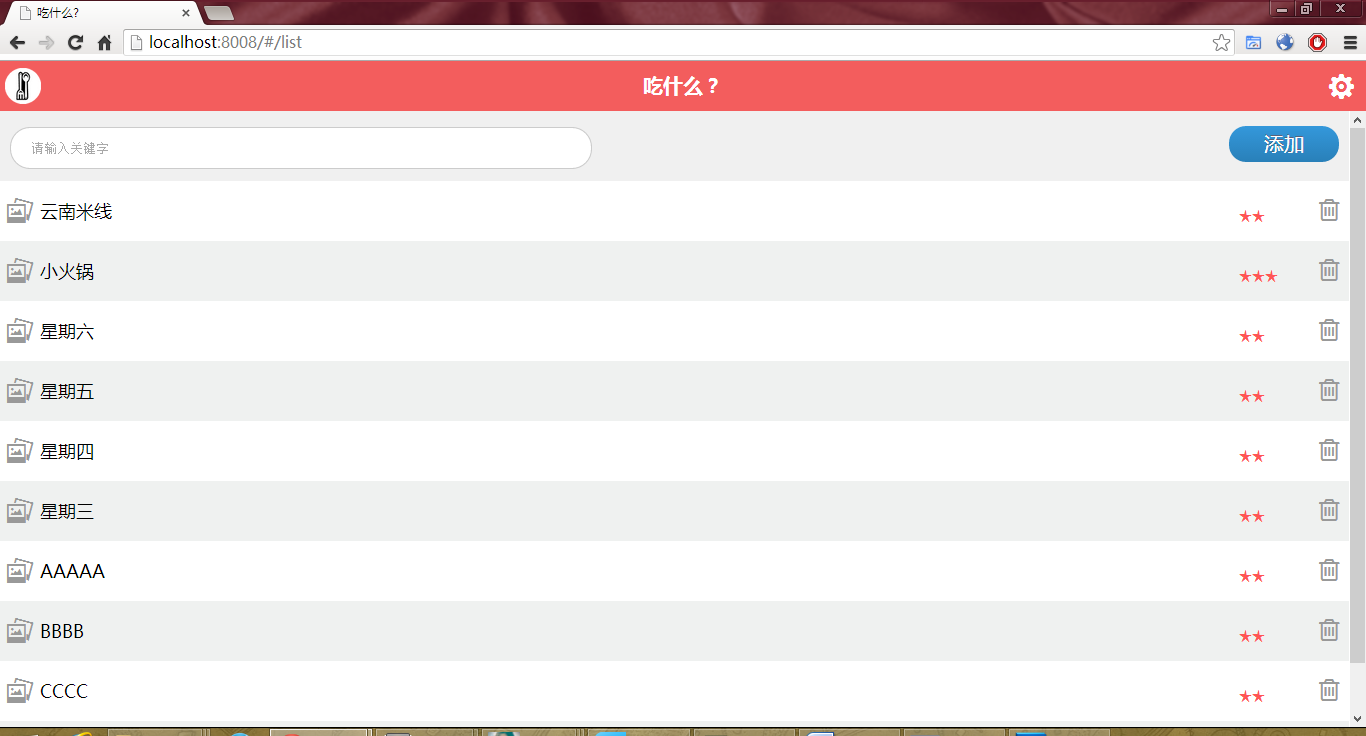 吃什么?
localhost:8008/#/list
吃什么？
请输入关键字
添加
云南米线
★★
小火锅
★★★
星期六
★★
星期五
★★
星期四
★★
星期三
★★
AAAAA
★★
BBBB
★★
CCCC
★★